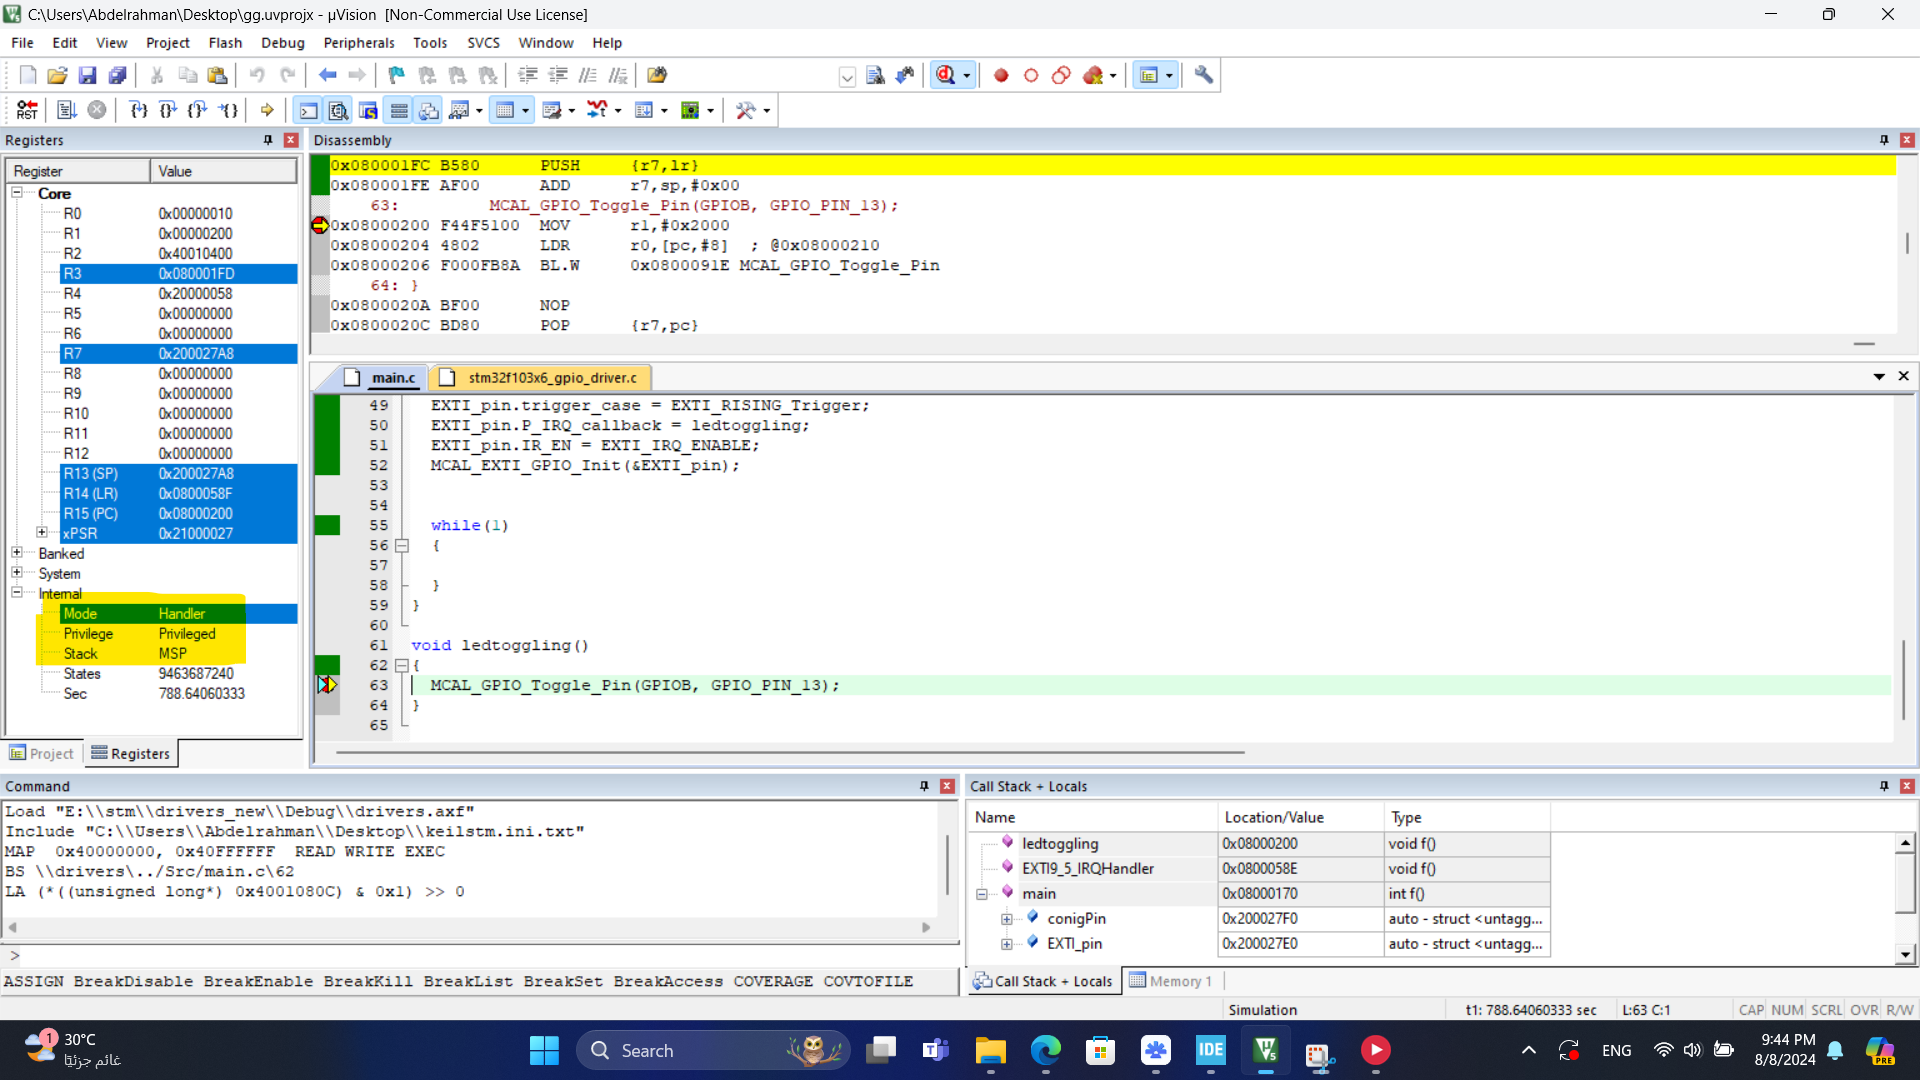 C:\Users\Abdelrahman\Desktop\gg.uvprojx - µVision [Non-Commercial Use License]
File Edit View Project Flash Debug Peripherals Tools SVCS Window Help
RST
Registers
Register Value
Core
R0 0x00000010
R1 0x00000200
R2 0x40010400
R3 0x080001FD
R4 0x20000058
R5 0x00000000
R6 0x00000000
R7 0x200027A8
R8 0x00000000
R9 0x00000000
R10 0x00000000
R11 0x00000000
R12 0x00000000
R13 (SP) 0x200027A8
R14 (LR) 0x0800058F
R15 (PC) 0x08000200
xPSR 0x21000027
Banked
System
Internal
Mode Handler
Privilege Privileged
Stack MSP
States 9463687240
Sec 788.64060333
Project Registers
Disassembly
0x080001FC B580 PUSH {r7,lr}
0x080001FE AF00 ADD r7,sp,#0x00
63: MCAL_GPIO_Toggle_Pin(GPIOB, GPIO_PIN_13);
0x08000200 F44F5100 MOV r1,#0x2000
0x08000204 4802 LDR r0,[pc,#8] ; @0x08000210
0x08000206 F000FB8A BL.W 0x0800091E MCAL_GPIO_Toggle_Pin
64: }
0x0800020A BF00 NOP
0x0800020C BD80 POP {r7,pc}
main.c stm32f103x6_gpio_driver.c
49 EXTI_pin.trigger_case = EXTI_RISING_Trigger;
50 EXTI_pin.P_IRQ_callback = ledtoggling;
51 EXTI_pin.IR_EN = EXTI_IRQ_ENABLE;
52 MCAL_EXTI_GPIO_Init(&EXTI_pin);
53
54
55 while(1)
56 {
57
58 }
59 }
60
61 void ledtoggling()
62 {
63 MCAL_GPIO_Toggle_Pin(GPIOB, GPIO_PIN_13);
64 }
65
Command
Load "E:\\stm\\drivers_new\\Debug\\drivers.axf"
Include "C:\\Users\\Abdelrahman\\Desktop\\keilstm.ini.txt"
MAP 0x40000000, 0x40FFFFFF READ WRITE EXEC
BS \\drivers\../Src/main.c\62
LA (*((unsigned long*) 0x4001080C) & 0x1) >> 0
>
ASSIGN BreakDisable BreakEnable BreakKill BreakList BreakSet BreakAccess COVERAGE COVTOFILE
Call Stack + Locals
Name Location/Value Type
ledtoggling 0x08000200 void f()
EXTI9_5_IRQHandler 0x0800058E void f()
main 0x08000170 int f()
conigPin 0x200027F0 auto - struct <untagg...
EXTI_pin 0x200027E0 auto - struct <untagg...
Call Stack + Locals Memory 1
Simulation t1: 788.64060333 sec L:63 C:1 CAP NUM SCRL OVR R/W
1
30°C
غائم جزئيًا
Search
IDE
ENG
9:44 PM
8/8/2024
PRE